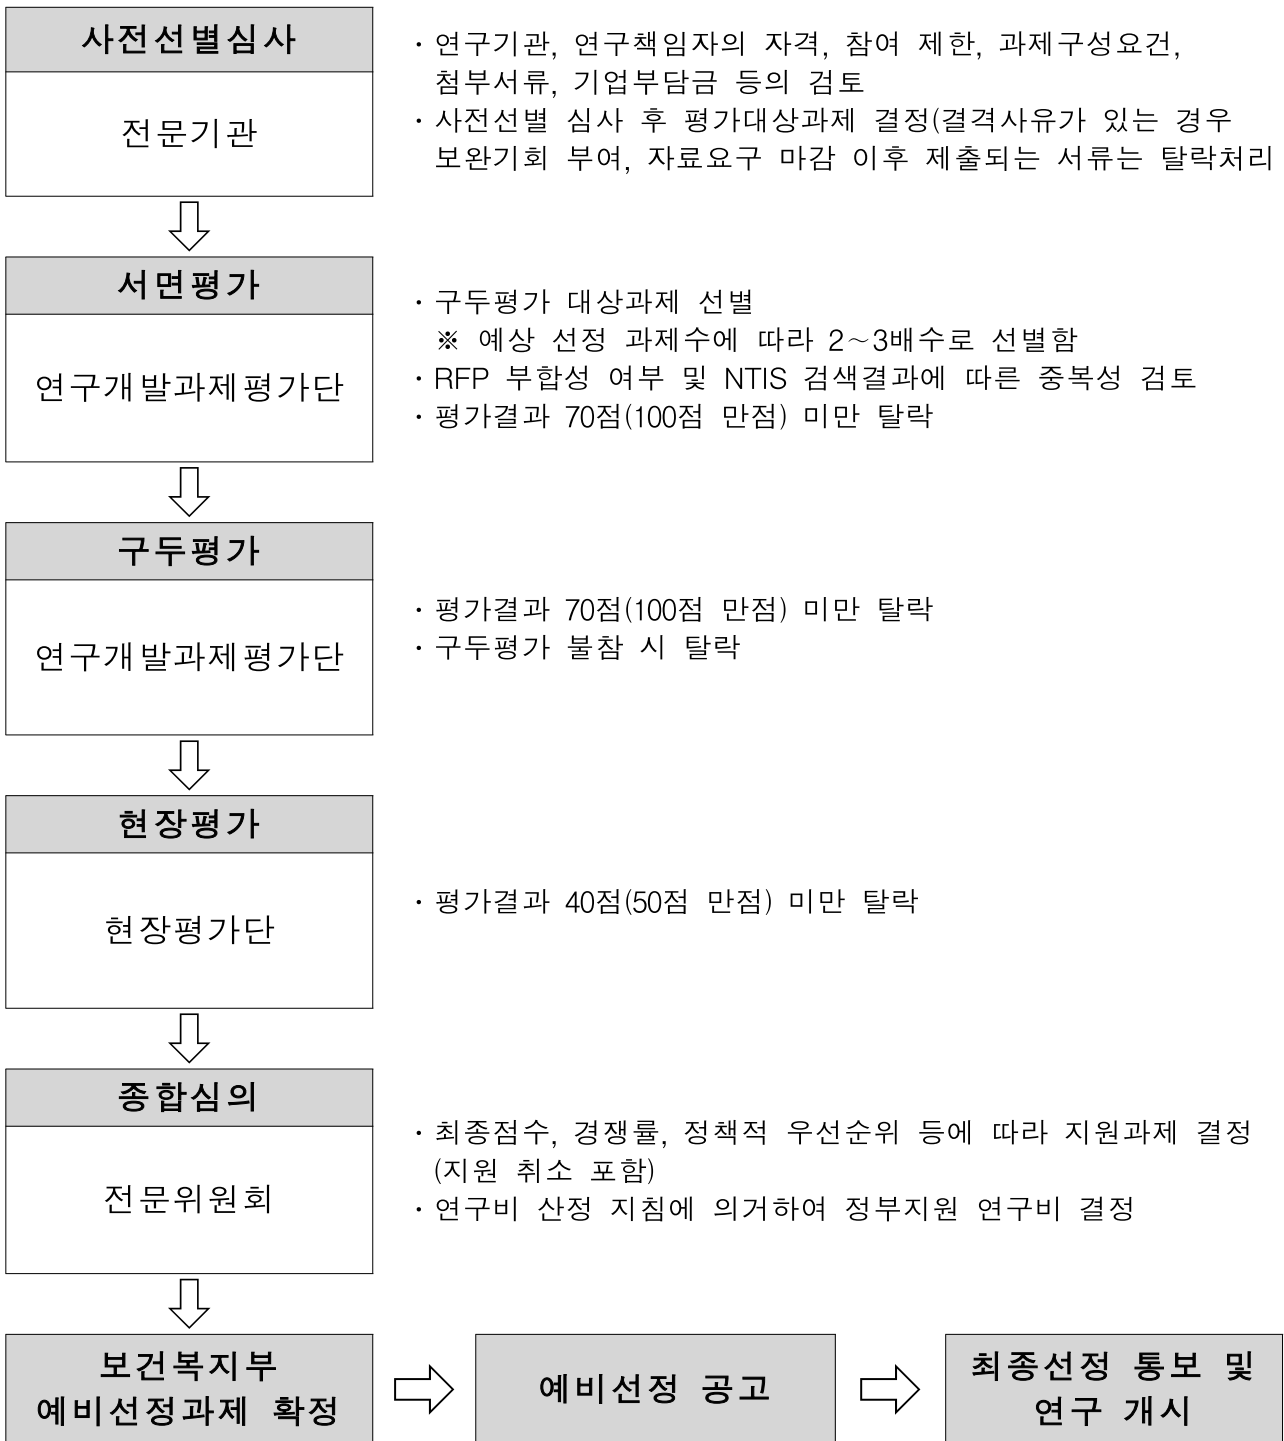 사전선별심사
전문기관
· 연구기관, 연구책임자의 자격, 참여 제한, 과제구성요건,
첨부서류, 기업부담금 등의 검토
· 사전선별 심사 후 평가대상과제 결정(결격사유가 있는 경우
보완기회 부여, 자료요구 마감 이후 제출되는 서류는 탈락처리
서면평가
연구개발과제평가단
· 구두평가 대상과제 선별
※ 예상 선정 과제수에 따라 2~3배수로 선별함
· RFP 부합성 여부 및 NTIS 검색결과에 따른 중복성 검토
· 평가결과 70점(100점 만점) 미만 탈락
구두평가
연구개발과제평가단
· 평가결과 70점(100점 만점) 미만 탈락
· 구두평가 불참 시 탈락
현장평가
현장평가단
· 평가결과 40점(50점 만점) 미만 탈락
종합심의
전문위원회
· 최종점수, 경쟁률, 정책적 우선순위 등에 따라 지원과제 결정
(지원 취소 포함)
· 연구비 산정 지침에 의거하여 정부지원 연구비 결정
보건복지부
예비선정과제 확정
예비선정 공고
최종선정 통보 및
연구 개시